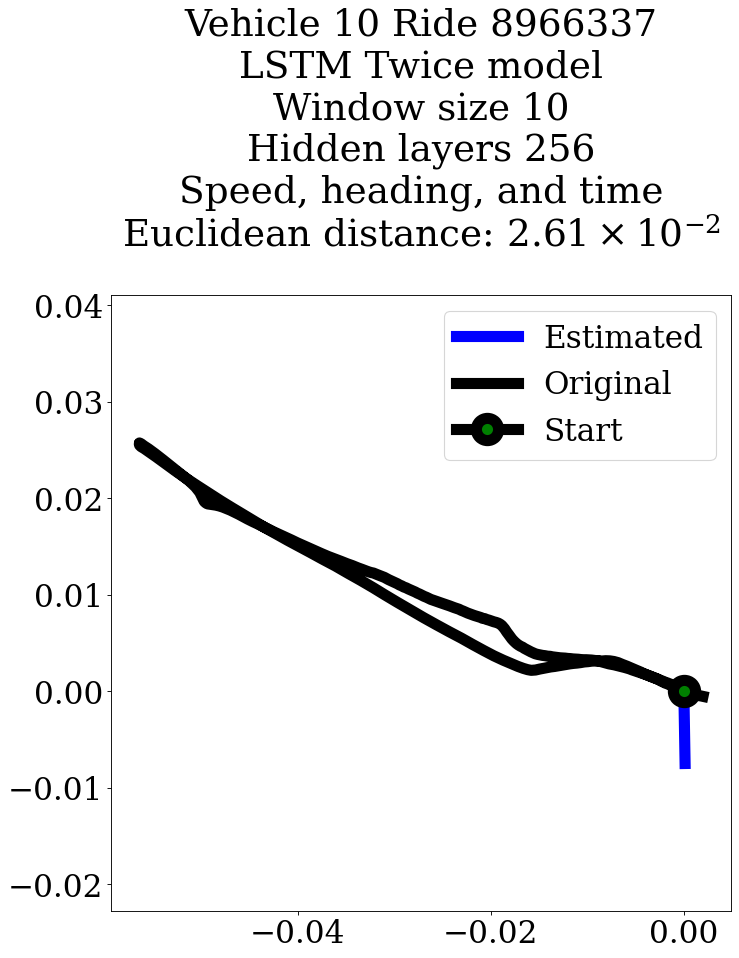 Vehicle 10 Ride 8966337
LSTM Twice model
Window size 10
Hidden layers 256
Speed, heading, and time
Euclidean distance: 2.61 × 10⁻²
Estimated
Original
Start
0.04
0.03
0.02
0.01
0.00
−0.01
−0.02
−0.04
−0.02
0.00